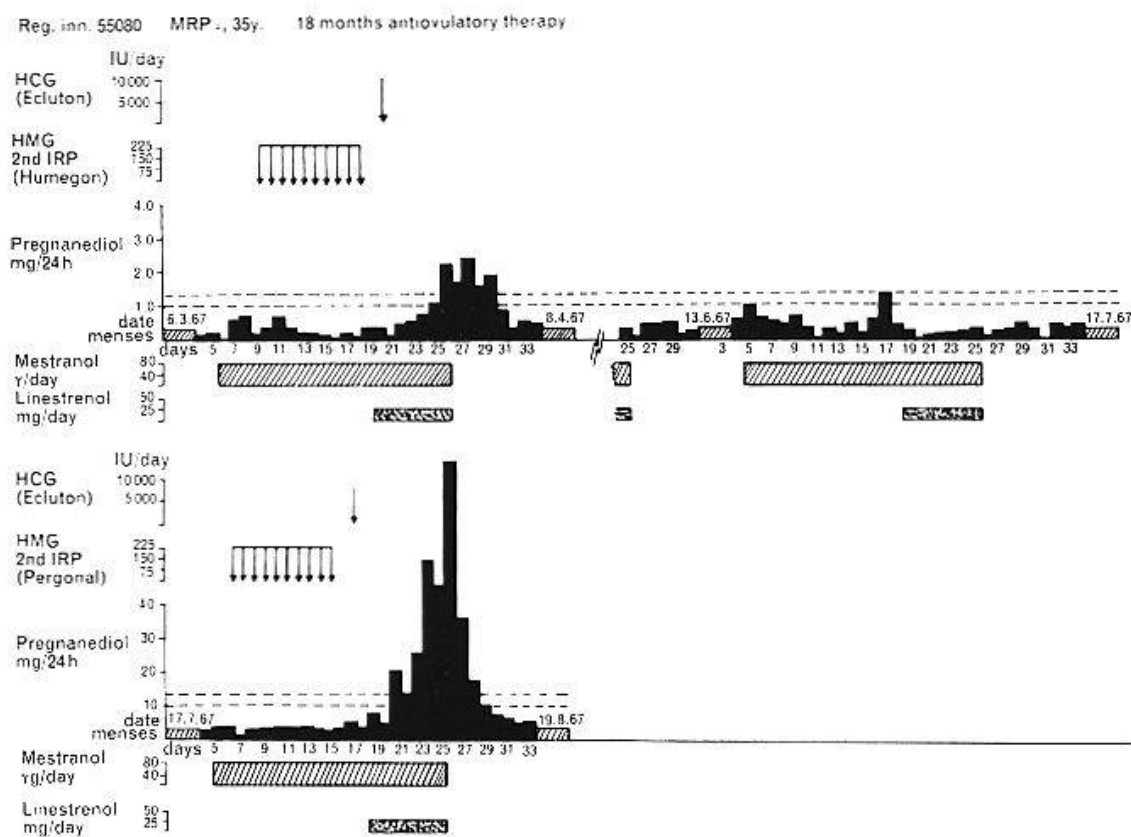 Reg. inn. 55080 MRP., 35y. 18 months antiovulatory therapy
IU/day
HCG
(Ecluton)
10000
5000
HMG
2nd IRP
(Humegon)
225
150
75
Pregnanediol
mg/24h
4.0
3.0
2.0
1.0
date 6.3.67 8.4.67 13.6.67 17.7.67
menses
days 5 7 9 11 13 15 17 19 21 23 25 27 29 31 33 25 27 29 3 5 7 9 11 13 15 17 19 21 23 25 27 29 31 33
Mestranol
γ/day
80
40
Linestrenol
mg/day
50
25
IU/day
HCG
(Ecluton)
10000
5000
HMG
2nd IRP
(Pergonal)
225
150
75
Pregnanediol
mg/24h
40
30
20
10
date 17.7.67 19.8.67
menses
days 5 7 9 11 13 15 17 19 21 23 25 27 29 31 33
Mestranol
γg/day
80
40
Linestrenol
mg/day
50
25